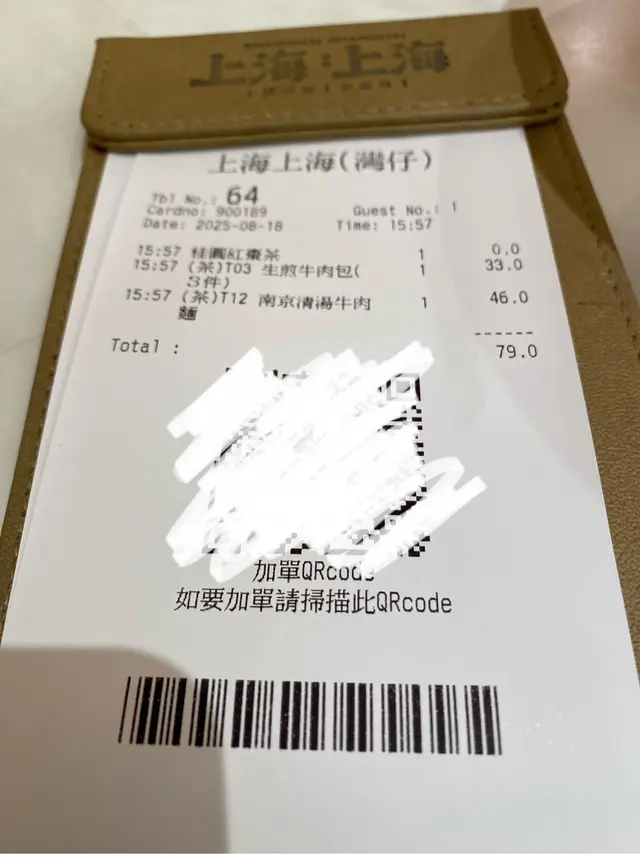 上海:上海
上海上海(灣仔)
Tbl No.: 64
Cardno: 900189 Guest No.: 1
Date: 2025-08-18 Time: 15:57
15:57 桂圓紅棗茶 1 0.0
15:57 (茶)T03 生煎牛肉包( 1 33.0
3件)
15:57 (茶)T12 南京清湯牛肉 1 46.0
麵
------
Total : 79.0
加單QRcode
如要加單請掃描此QRcode